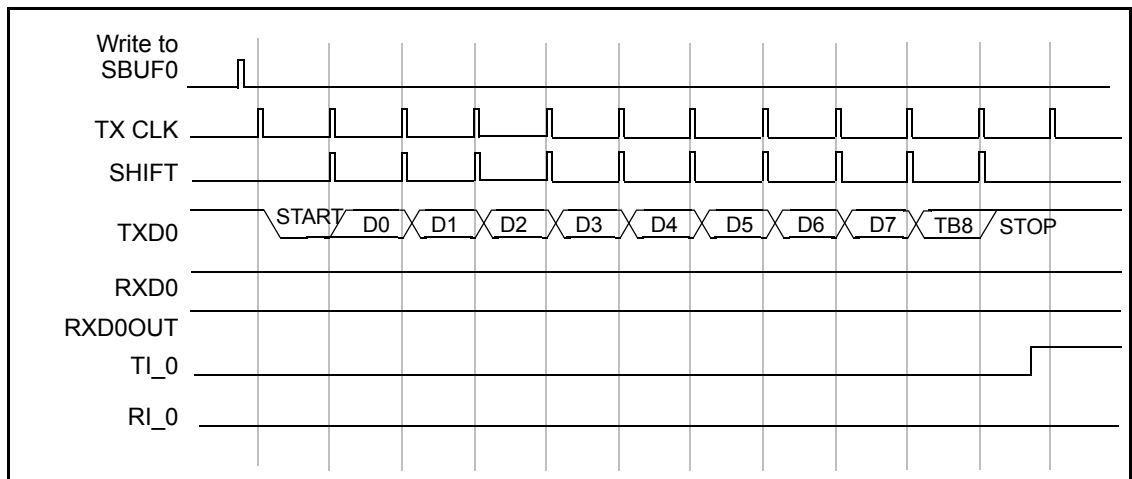 Write to
SBUF0
TX CLK
SHIFT
TXD0
START D0 D1 D2 D3 D4 D5 D6 D7 TB8 STOP
RXD0
RXD0OUT
TI_0
RI_0